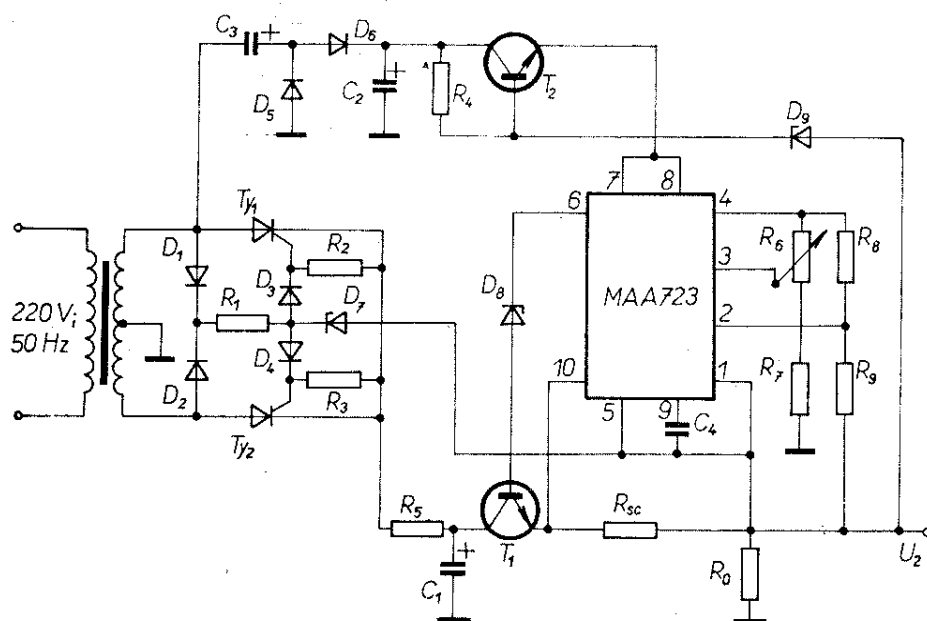 C3 + D6
D5 C2 + R4 T2
D9
7 8
6 4
Ty1
D1 R2 D3 D7 R1 D4 R3 D2 Ty2
220 V; 50 Hz
D8
MAA723
3 R6 R8
2
10 1 R7 R9
5 9 C4
R5 T1 Rsc
C1 + R0 U2